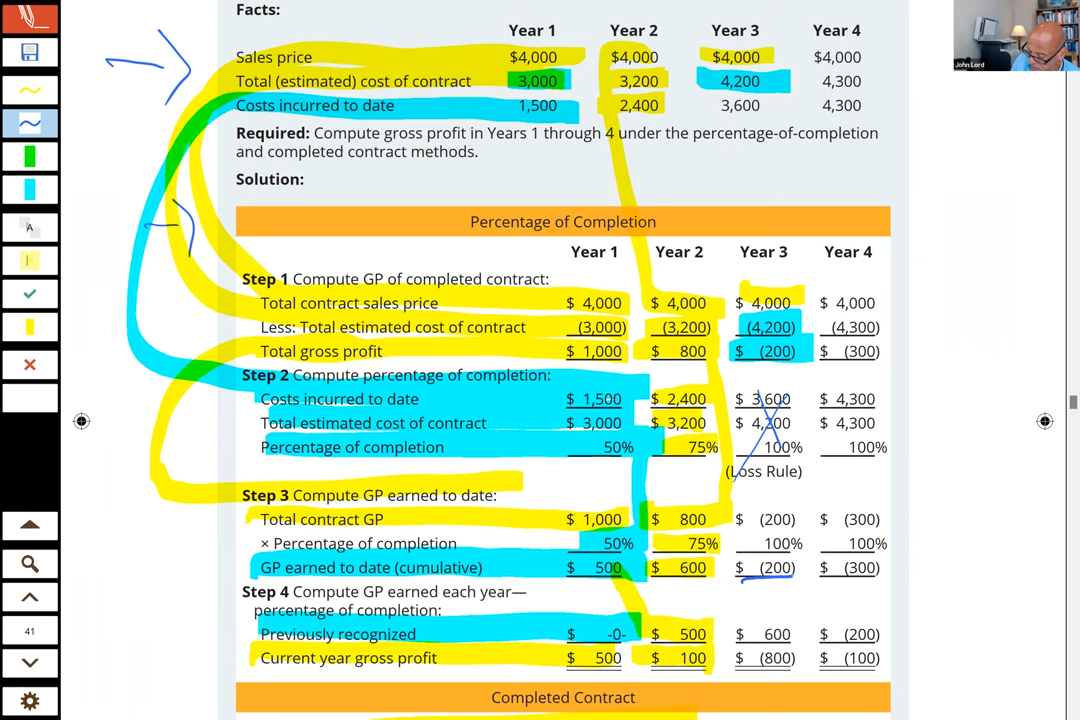 Facts:
Year 1 Year 2 Year 3 Year 4
Sales price $4,000 $4,000 $4,000 $4,000
Total (estimated) cost of contract 3,000 3,200 4,200 4,300
Costs incurred to date 1,500 2,400 3,600 4,300
Required: Compute gross profit in Years 1 through 4 under the percentage-of-completion
and completed contract methods.
Solution:
Percentage of Completion
Year 1 Year 2 Year 3 Year 4
Step 1 Compute GP of completed contract:
Total contract sales price $ 4,000 $ 4,000 $ 4,000 $ 4,000
Less: Total estimated cost of contract (3,000) (3,200) (4,200) (4,300)
Total gross profit $ 1,000 $ 800 $ (200) $ (300)
Step 2 Compute percentage of completion:
Costs incurred to date $ 1,500 $ 2,400 $ 3,600 $ 4,300
Total estimated cost of contract $ 3,000 $ 3,200 $ 4,200 $ 4,300
Percentage of completion 50% 75% 100% 100%
(Loss Rule)
Step 3 Compute GP earned to date:
Total contract GP $ 1,000 $ 800 $ (200) $ (300)
× Percentage of completion 50% 75% 100% 100%
GP earned to date (cumulative) $ 500 $ 600 $ (200) $ (300)
Step 4 Compute GP earned each year—
percentage of completion:
Previously recognized $ -0- $ 500 $ 600 $ (200)
Current year gross profit $ 500 $ 100 $ (800) $ (100)
Completed Contract
John Lord
A
41